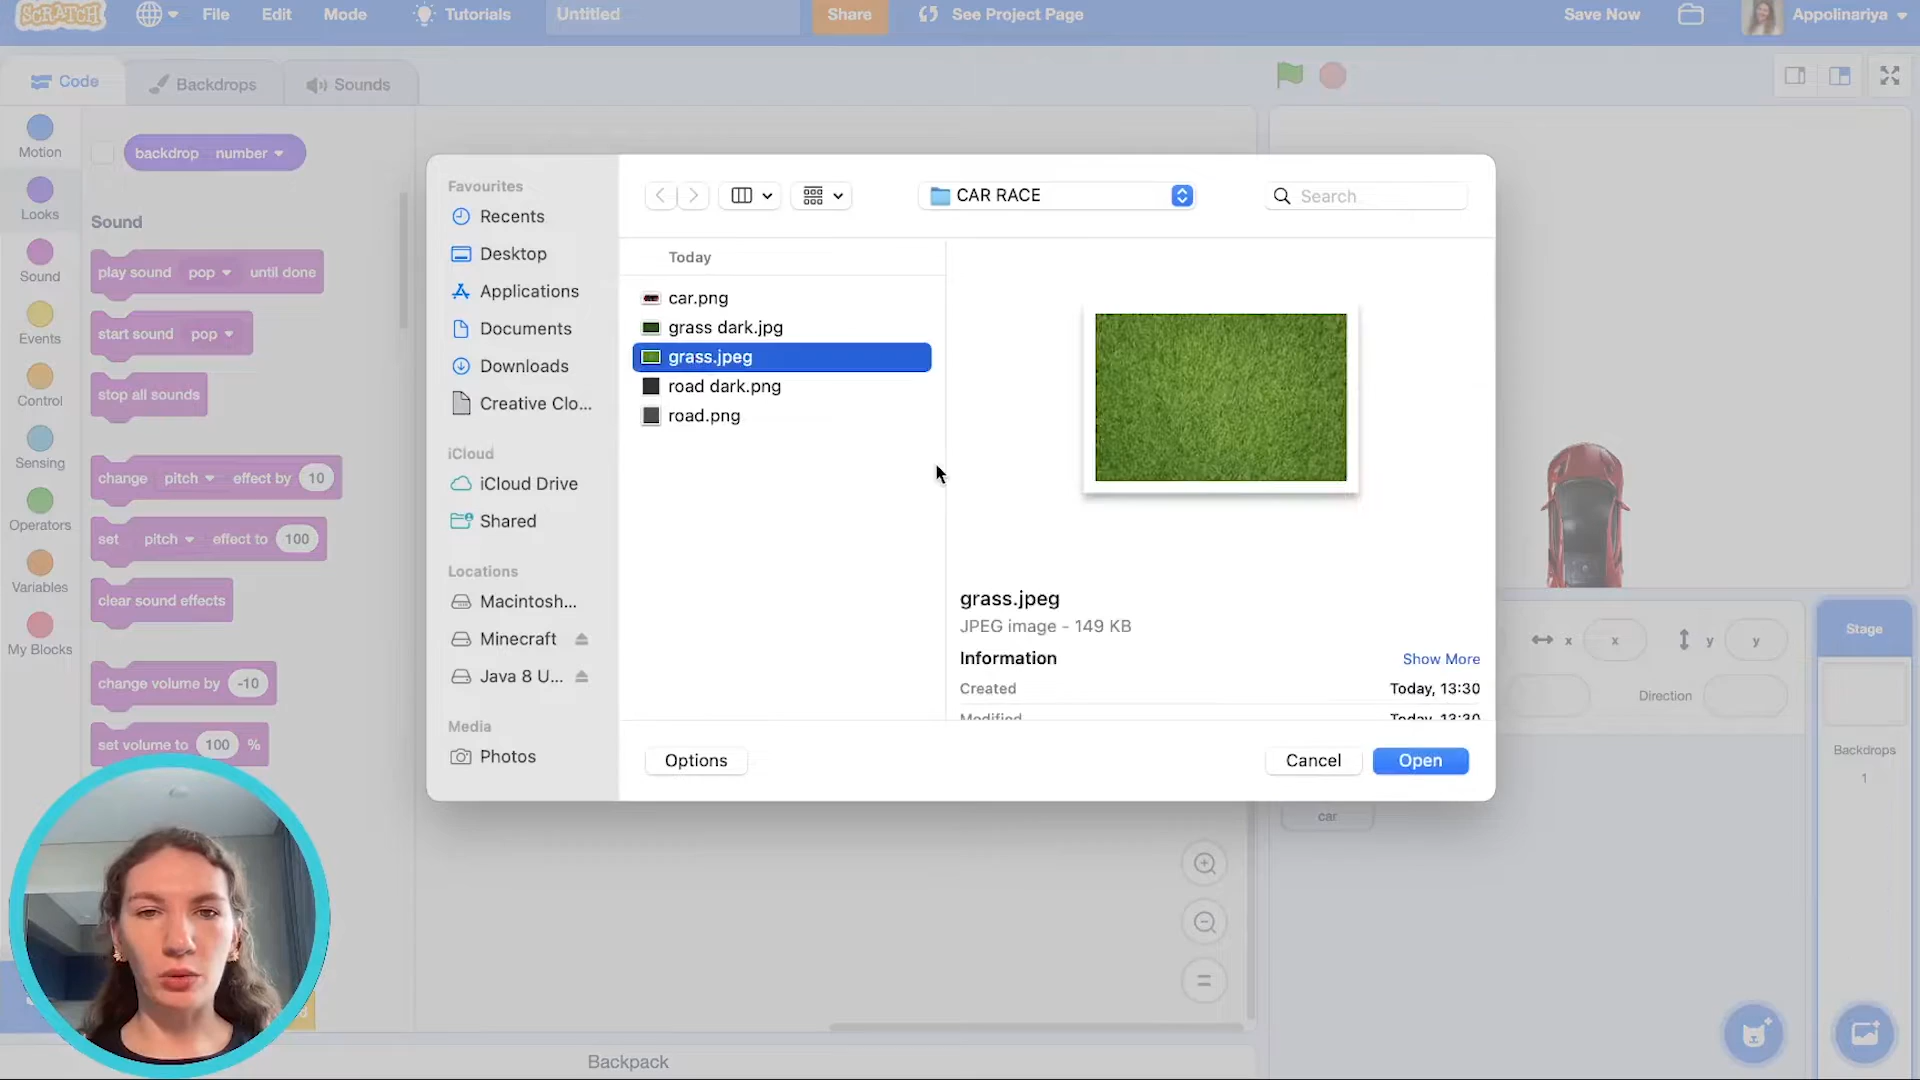 SCRATCH File Edit Mode Tutorials Untitled Share See Project Page Save Now Appolinariya
Code Backdrops Sounds
Motion
Looks
Sound
Events
Control
Sensing
Operators
Variables
My Blocks
backdrop number
Sound
play sound pop until done
start sound pop
stop all sounds
change pitch effect by 10
set pitch effect to 100
clear sound effects
change volume by -10
set volume to 100 %
Favourites
Recents
Desktop
Applications
Documents
Downloads
Creative Clo...
iCloud
iCloud Drive
Shared
Locations
Macintosh...
Minecraft
Java 8 U...
Media
Photos
CAR RACE
Search
Today
car.png
grass dark.jpg
grass.jpeg
road dark.png
road.png
grass.jpeg
JPEG image - 149 KB
Information Show More
Created Today, 13:30
Modified Today, 13:30
Options Cancel Open
x x y y
Direction
car
Stage
Backdrops
1
Backpack